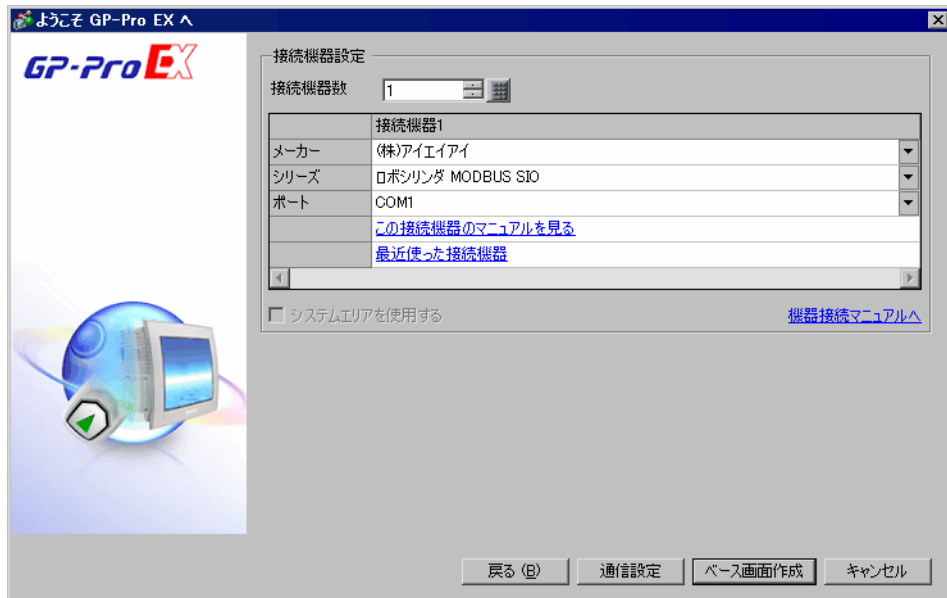 ようこそ GP-Pro EX へ
GP-Pro EX
接続機器設定
接続機器数 1
接続機器1
メーカー (株)アイエイアイ
シリーズ ロボシリンダ MODBUS SIO
ポート COM1
この接続機器のマニュアルを見る
最近使った接続機器
システムエリアを使用する 機器接続マニュアルへ
戻る (B) 通信設定 ベース画面作成 キャンセル